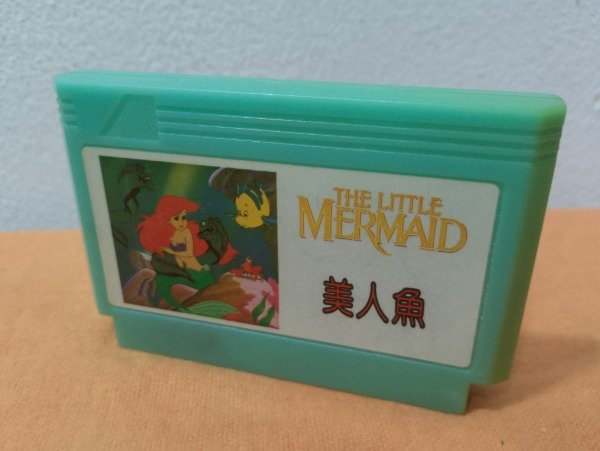 THE LITTLE
MERMAID
美人魚